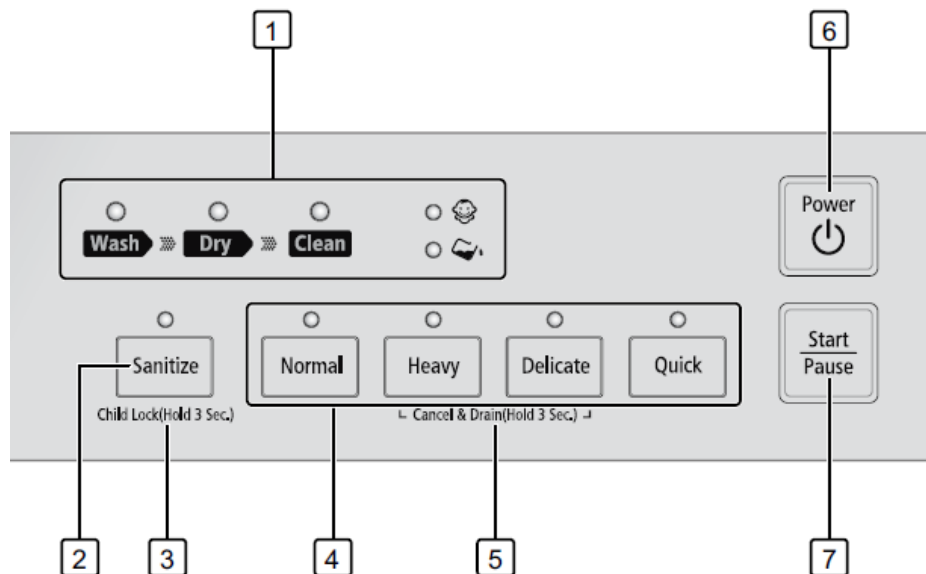 1
6
Wash Dry Clean
Power
Sanitize
Normal
Heavy
Delicate
Quick
Start
Pause
Child Lock(Hold 3 Sec.)
Cancel & Drain(Hold 3 Sec.)
2
3
4
5
7